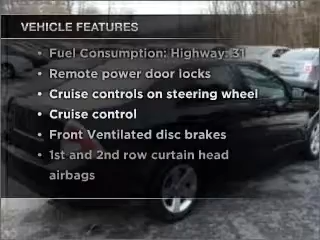 VEHICLE FEATURES
• Fuel Consumption: Highway: 31
• Remote power door locks
• Cruise controls on steering wheel
• Cruise control
• Front Ventilated disc brakes
• 1st and 2nd row curtain head
airbags